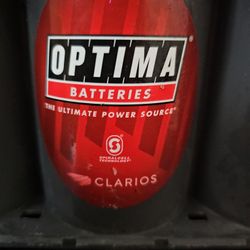 OPTIMA
BATTERIES
THE ULTIMATE POWER SOURCE
S
SPIRALCELL
TECHNOLOGY
CLARIOS